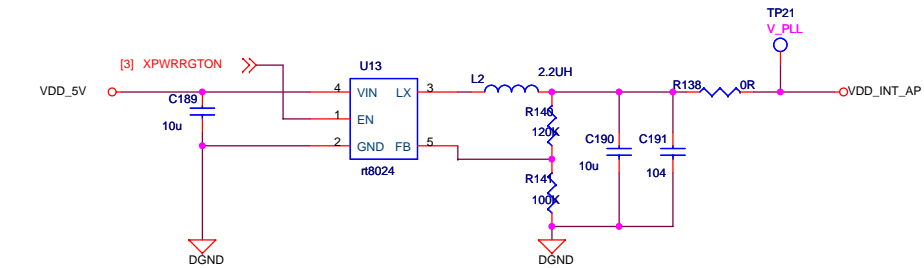 TP21
V_PLL
[3] XPWRRGTON
U13
L2
2.2UH
VDD_5V
4
VIN
LX
3
R138
0R
VDD_INT_AP
C189
10u
1
EN
R140
120K
C190
C191
2
GND
FB
5
10u
104
rt8024
R141
100K
DGND
DGND